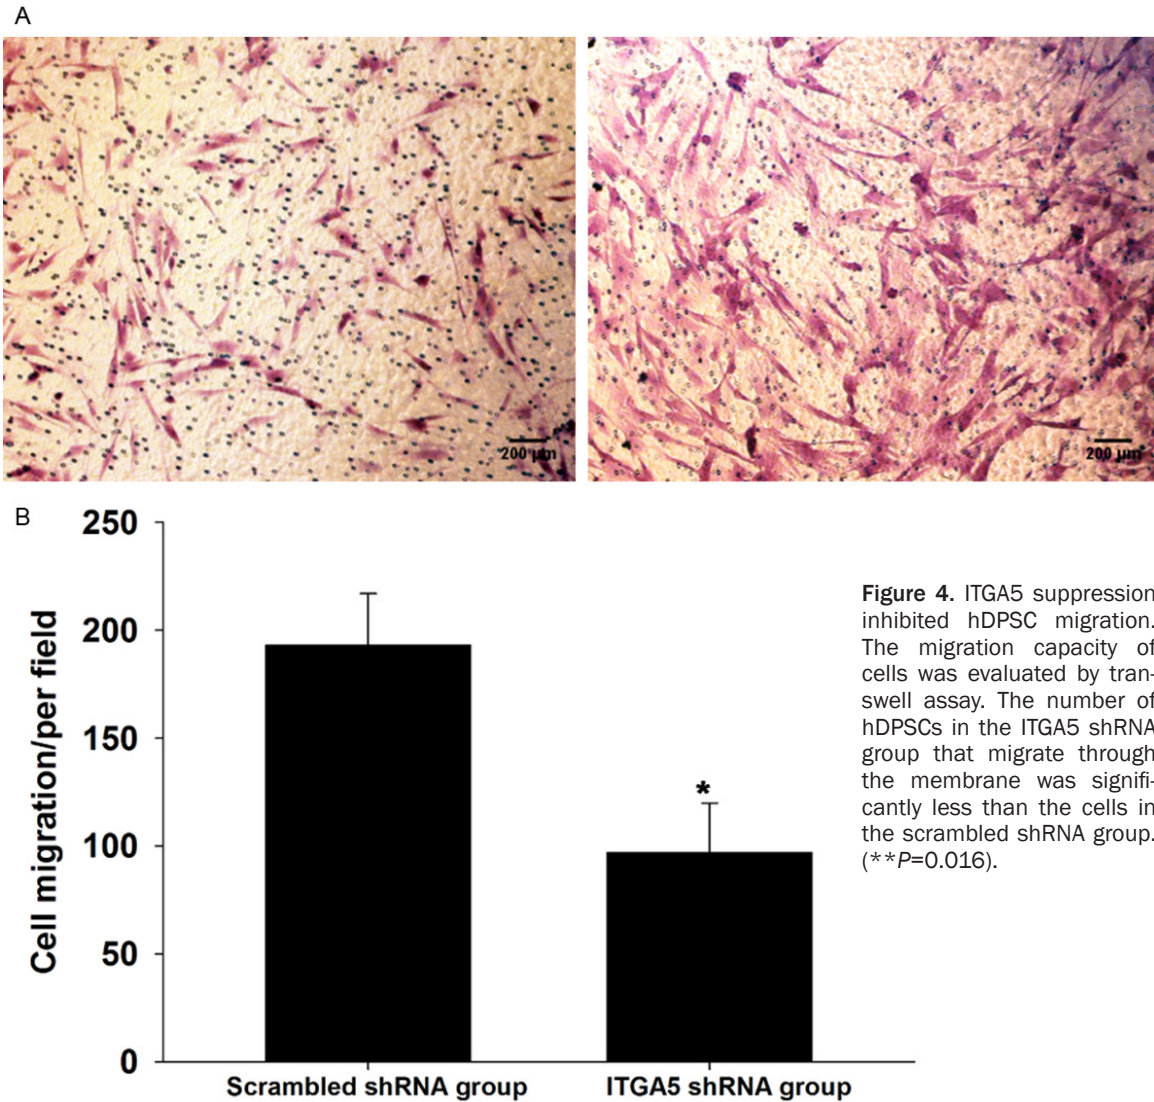 A
200 µm
200 µm
B
250
200
150
100
50
0
Cell migration/per field
*
Scrambled shRNA group
ITGA5 shRNA group
Figure 4. ITGA5 suppression
inhibited hDPSC migration.
The migration capacity of
cells was evaluated by tran-
swell assay. The number of
hDPSCs in the ITGA5 shRNA
group that migrate through
the membrane was signifi-
cantly less than the cells in
the scrambled shRNA group.
(**P=0.016).